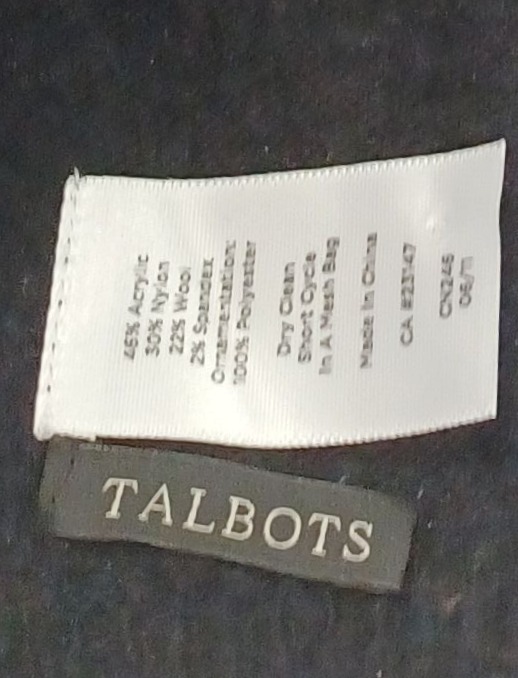 46% Acrylic
30% Nylon
22% Wool
2% Spandex
Ornamentation:
100% Polyester
Dry Clean
Short Cycle
In A Mesh Bag
Made In China
CA #23147
CN246
06/11
TALBOTS